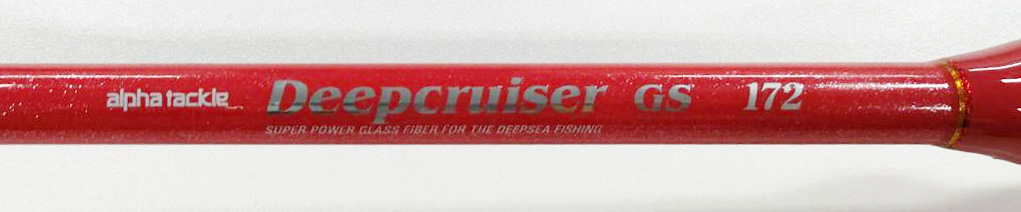 alpha tackle Deepcruiser GS 172
SUPER POWER GLASS FIBER FOR THE DEEPSEA FISHING